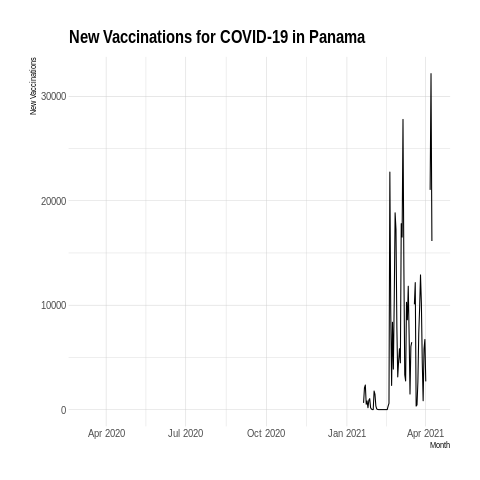 New Vaccinations for COVID-19 in Panama
New Vaccinations
30000
20000
10000
0
Apr 2020
Jul 2020
Oct 2020
Jan 2021
Apr 2021
Month